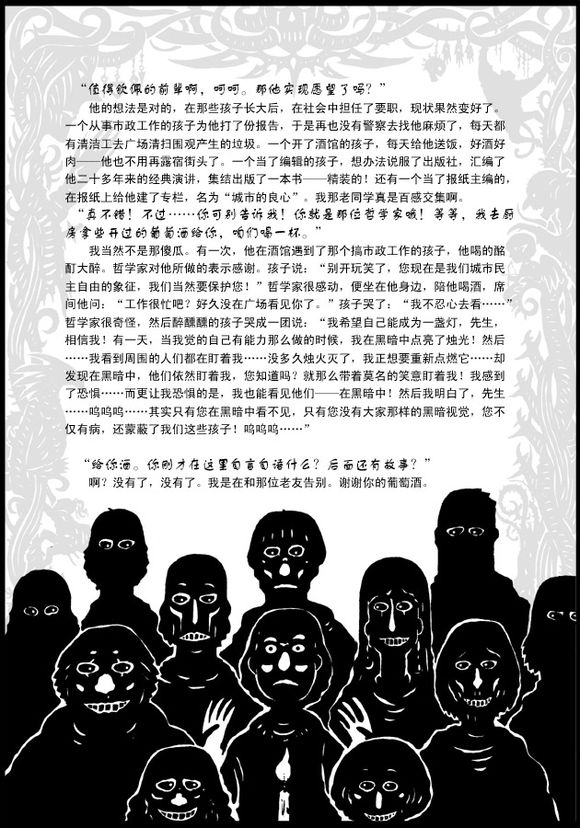 “值得钦佩的前辈啊，呵呵。那他实现愿望了吗？”
他的想法是对的，在那些孩子长大后，在社会中担任了要职，现状果然变好了。
一个从事市政工作的孩子为他打了份报告，于是再也没有警察去找他麻烦了，每天都
有清洁工去广场清扫围观产生的垃圾。一个开了酒馆的孩子，每天给他送饭，好酒好
肉——他也不用再露宿街头了。一个当了编辑的孩子，想办法说服了出版社，汇编了
他二十多年来的经典演讲，集结出版了一本书——精装的！还有一个当了报纸主编的，
在报纸上给他建了专栏，名为“城市的良心”。我那老同学真是百感交集啊。
“真不错！不过……你可别告诉我！你就是那位哲学家哦！等等，我去厨
房拿些开过的葡萄酒给你，咱们喝一杯。”
我当然不是那傻瓜。有一次，他在酒馆遇到了那个搞市政工作的孩子，他喝的酩
酊大醉。哲学家对他所做的表示感谢。孩子说：“别开玩笑了，您现在是我们城市民
主自由的象征，我们当然要保护您！”哲学家很感动，便坐在他身边，陪他喝酒，席
间他问：“工作很忙吧？好久没在广场看见你了。”孩子哭了：“我不忍心去看……”
哲学家很奇怪，然后醉醺醺的孩子哭成一团说：“我希望自己能成为一盏灯，先生，
相信我！有一天，当我觉的自己有能力那么做的时候，我在黑暗中点亮了烛光！然后
……我看到周围的人们都在盯着我……没多久烛火灭了，我正想要重新点燃它……却
发现在黑暗中，他们依然盯着我，您知道吗？就那么带着莫名的笑意盯着我！我感到
了恐惧……而更让我恐惧的是，我也能看见他们——在黑暗中！然后我明白了，先生
……呜呜呜……其实只有您在黑暗中看不见，只有您没有大家那样的黑暗视觉，您不
仅有病，还蒙蔽了我们这些孩子！呜呜呜……”
“给你酒。你刚才在这里自言自语什么？后面还有故事？”
啊？没有了，没有了。我是在和那位老友告别。谢谢你的葡萄酒。